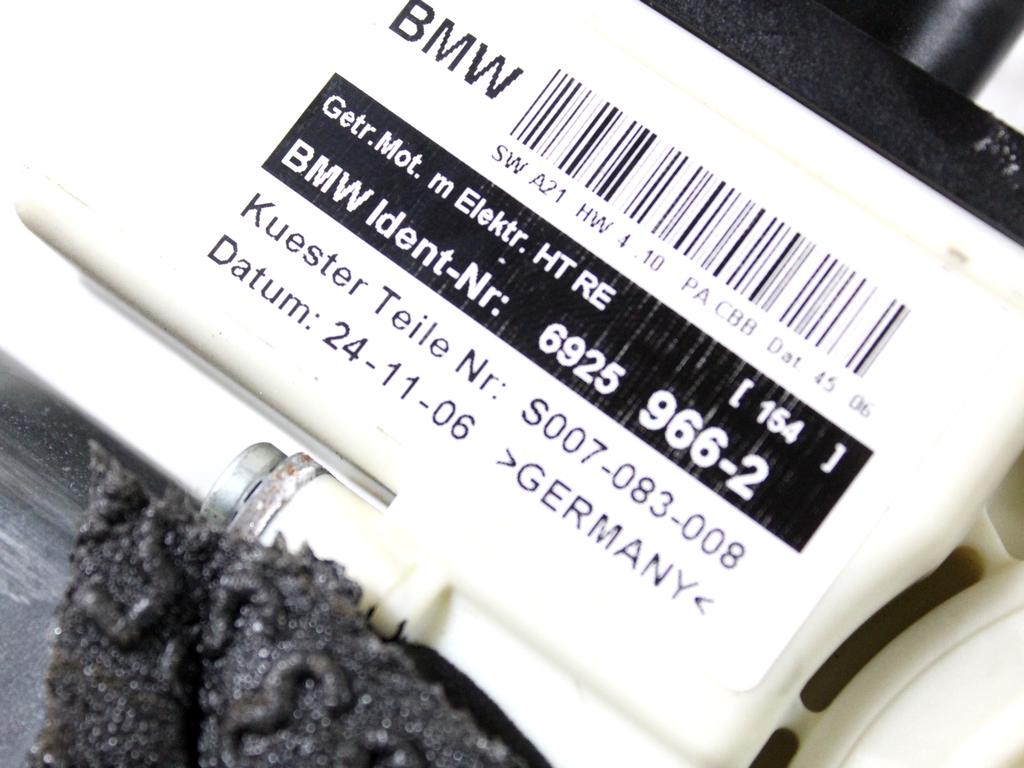 BMW
SW A21 HW 4.10 PA CBB Dat 45 06
Getr.Mot. m Elektr. HT RE [ 154 ]
BMW Ident-Nr: 6925 966-2
Kuester Teile Nr: S007-083-008
Datum: 24-11-06 >GERMANY<